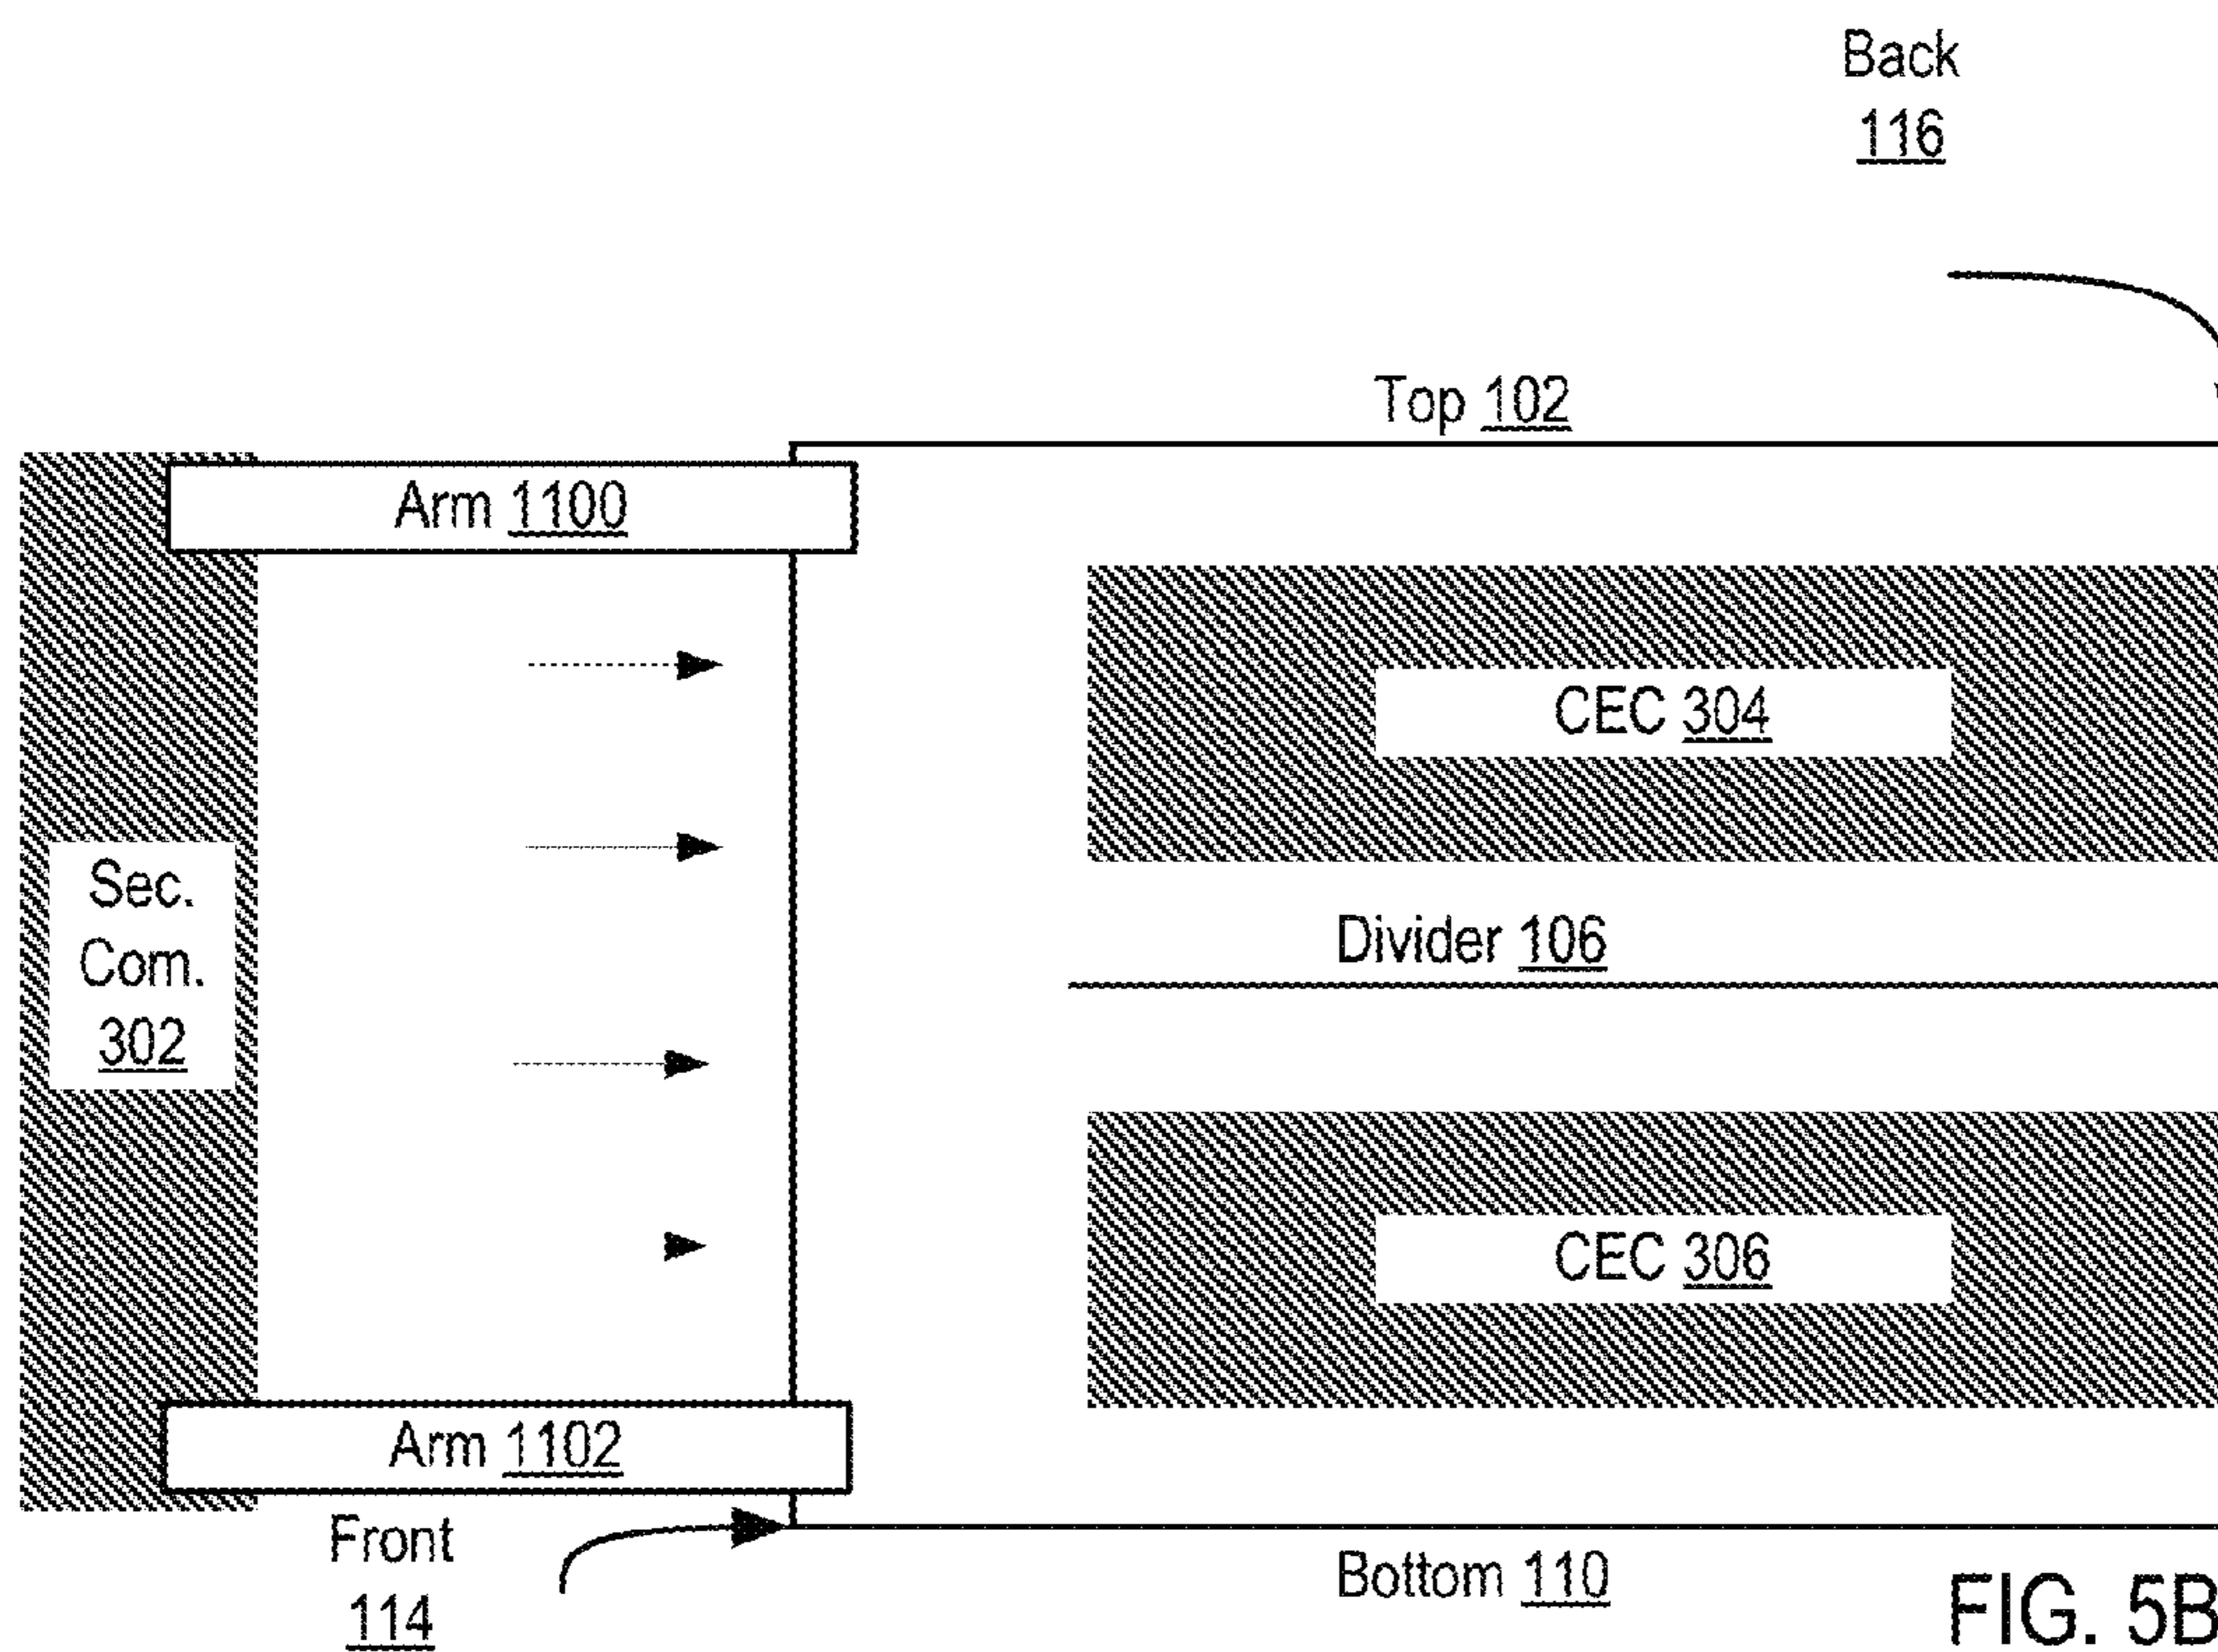 Back
116
Top 102
Arm 1100
CEC 304
Sec.
Com.
302
Divider 106
CEC 306
Arm 1102
Front
114
Bottom 110
FIG. 5B